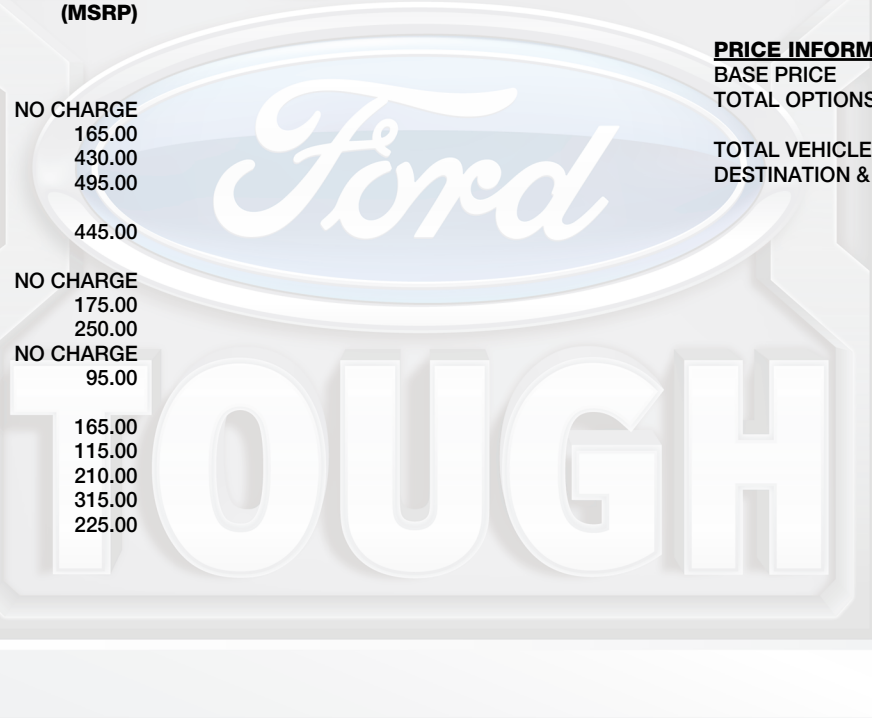 (MSRP)
NO CHARGE
165.00
430.00
495.00
445.00
NO CHARGE
175.00
250.00
NO CHARGE
95.00
165.00
115.00
210.00
315.00
225.00
PRICE INFORM
BASE PRICE
TOTAL OPTIONS
TOTAL VEHICLE
DESTINATION &
Ford
TOUGH